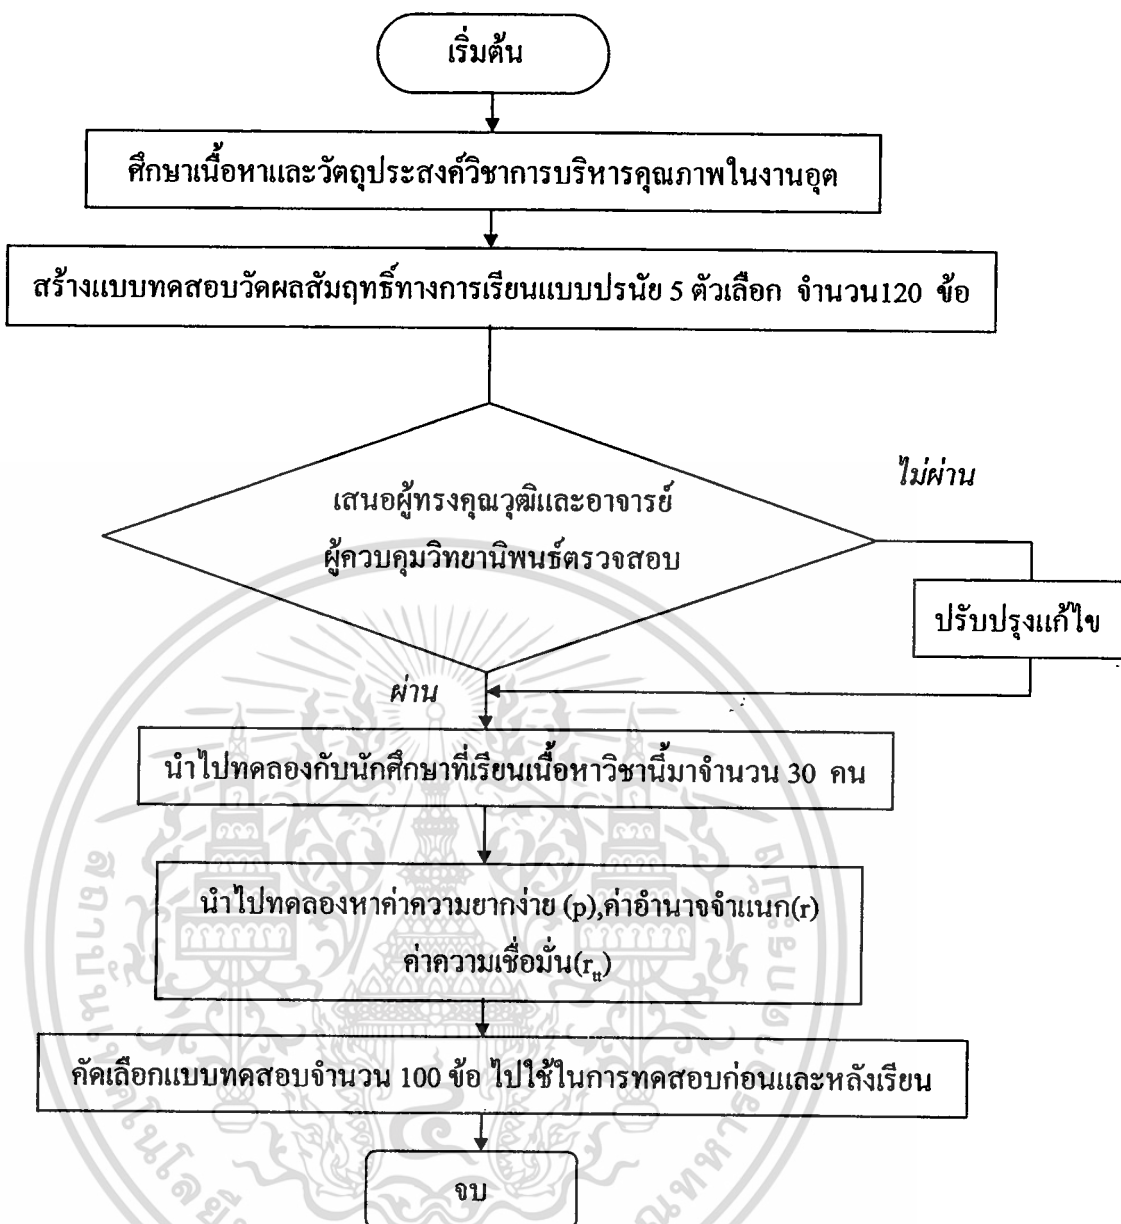 เริ่มต้น
ศึกษาเนื้อหาและวัตถุประสงค์วิชาการบริหารคุณภาพในงานอุต
สร้างแบบทดสอบวัดผลสัมฤทธิ์ทางการเรียนแบบปรนัย 5 ตัวเลือก จำนวน120 ข้อ
เสนอผู้ทรงคุณวุฒิและอาจารย์
ผู้ควบคุมวิทยานิพนธ์ตรวจสอบ
ไม่ผ่าน
ปรับปรุงแก้ไข
ผ่าน
นำไปทดลองกับนักศึกษาที่เรียนเนื้อหาวิชานี้มาจำนวน 30 คน
นำไปทดลองหาค่าความยากง่าย (p),ค่าอำนาจจำแนก(r)
ค่าความเชื่อมั่น(r_tt)
คัดเลือกแบบทดสอบจำนวน 100 ข้อ ไปใช้ในการทดสอบก่อนและหลังเรียน
จบ